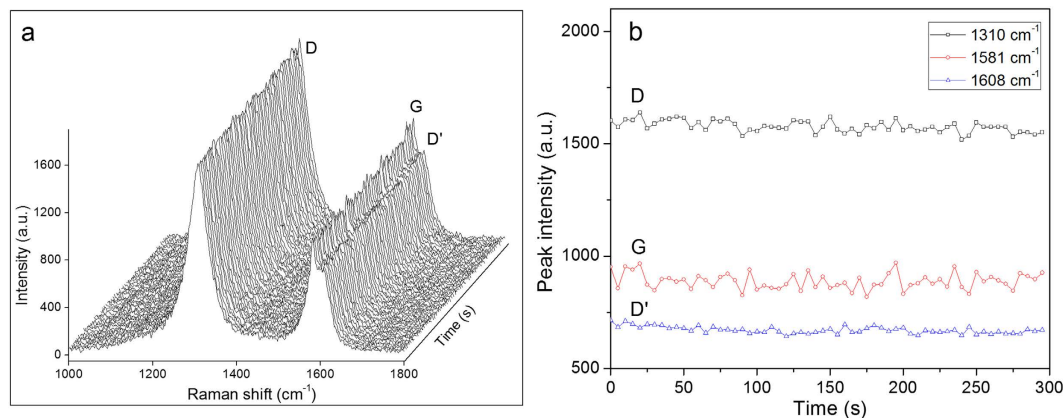 a
D
G
D'
1600
1200
800
400
0
Intensity (a.u.)
1000
1200
1400
1600
1800
Raman shift (cm⁻¹)
Time (s)
b
1310 cm⁻¹
1581 cm⁻¹
1608 cm⁻¹
D
G
D'
2000
1500
1000
500
Peak intensity (a.u.)
0
50
100
150
200
250
300
Time (s)